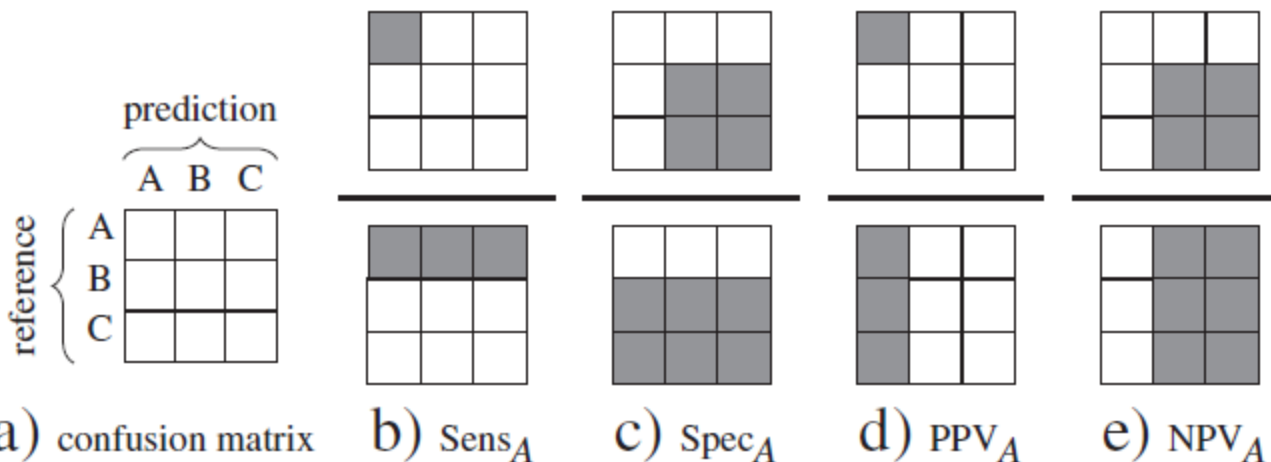 prediction
A B C
reference
A
B
C
a) confusion matrix
b) Sens_A
c) Spec_A
d) PPV_A
e) NPV_A